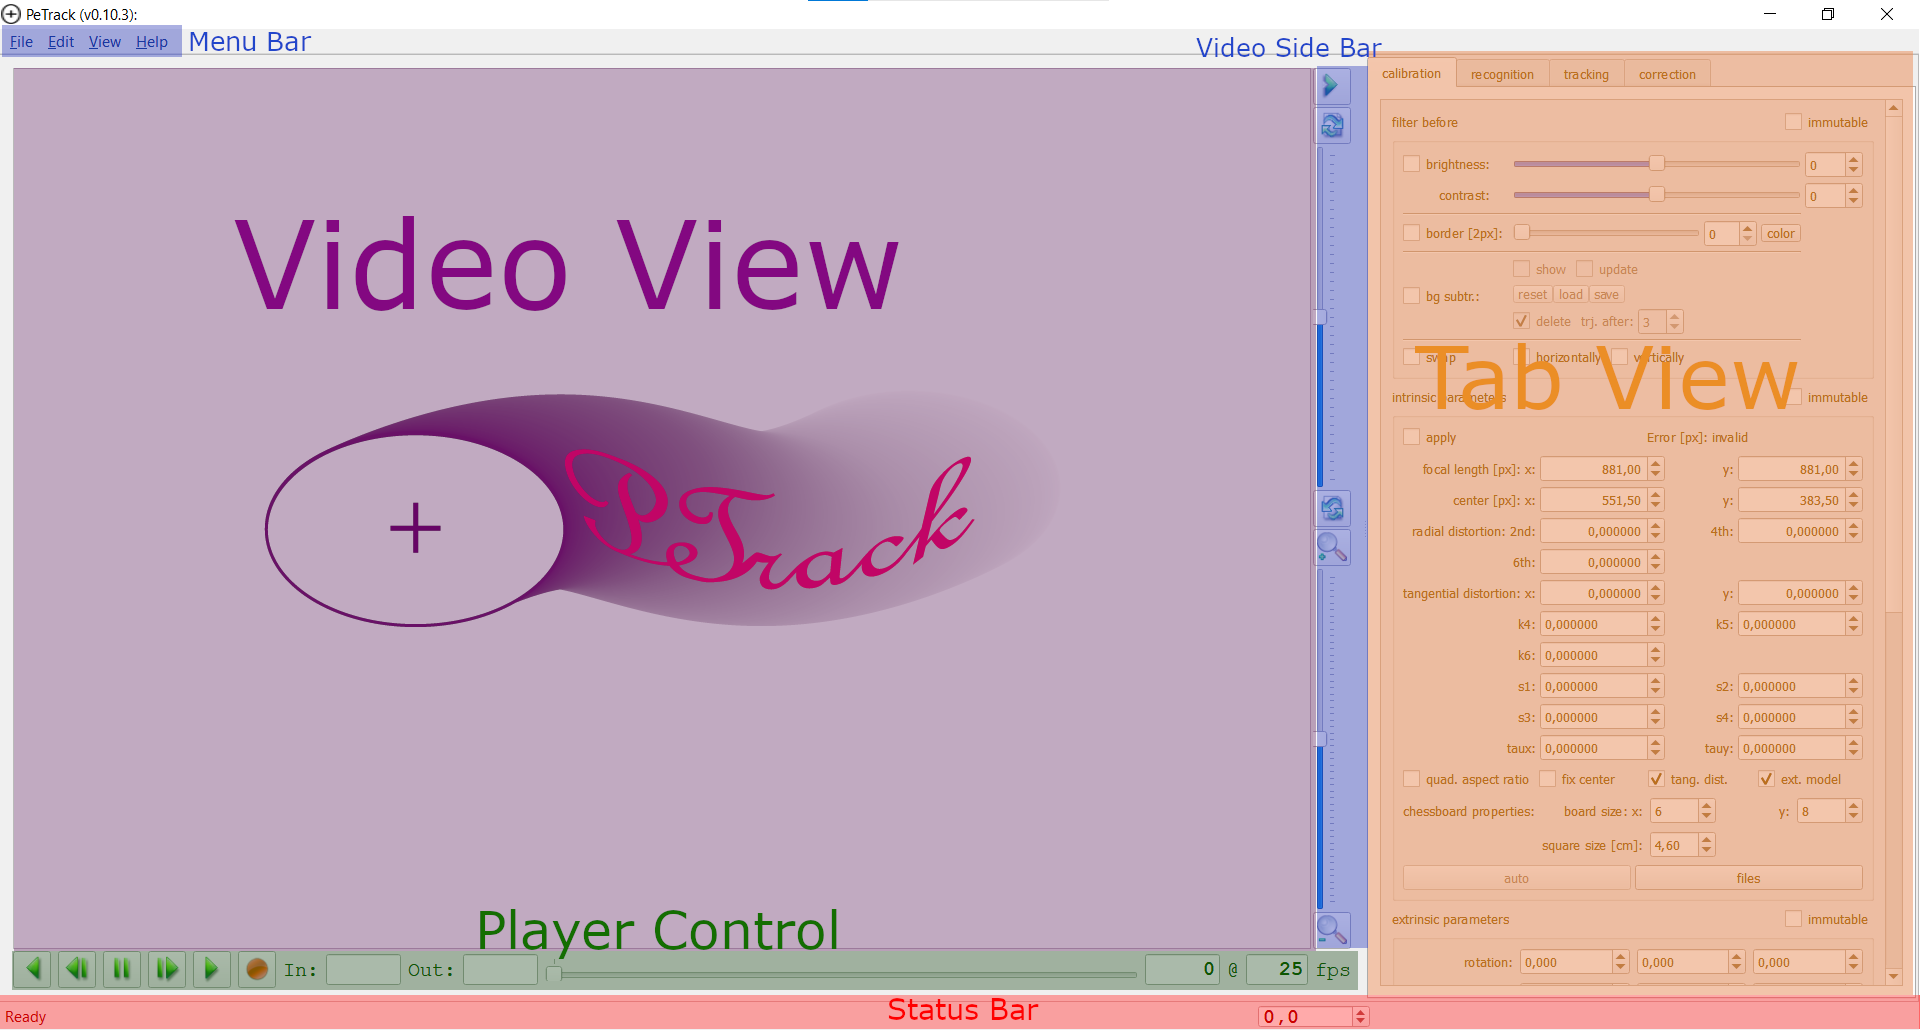 PeTrack (v0.10.3):
File Edit View Help Menu Bar
Video Side Bar
calibration recognition tracking correction
filter before immutable
brightness: 0
contrast: 0
border [2px]: 0 color
show update
bg subtr.: reset load save
delete trj. after: 3
swap horizontally vertically
Video View
Tab View
intrinsic parameters immutable
apply Error [px]: invalid
focal length [px]: x: 881,00 y: 881,00
center [px]: x: 551,50 y: 383,50
radial distortion: 2nd: 0,000000 4th: 0,000000
6th: 0,000000
tangential distortion: x: 0,000000 y: 0,000000
k4: 0,000000 k5: 0,000000
k6: 0,000000
s1: 0,000000 s2: 0,000000
s3: 0,000000 s4: 0,000000
taux: 0,000000 tauy: 0,000000
quad. aspect ratio fix center tang. dist. ext. model
chessboard properties: board size: x: 6 y: 8
square size [cm]: 4,60
auto files
extrinsic parameters immutable
rotation: 0,000 0,000 0,000
PeTrack
Player Control
In: Out: 0 @ 25 fps
Status Bar
Ready 0,0